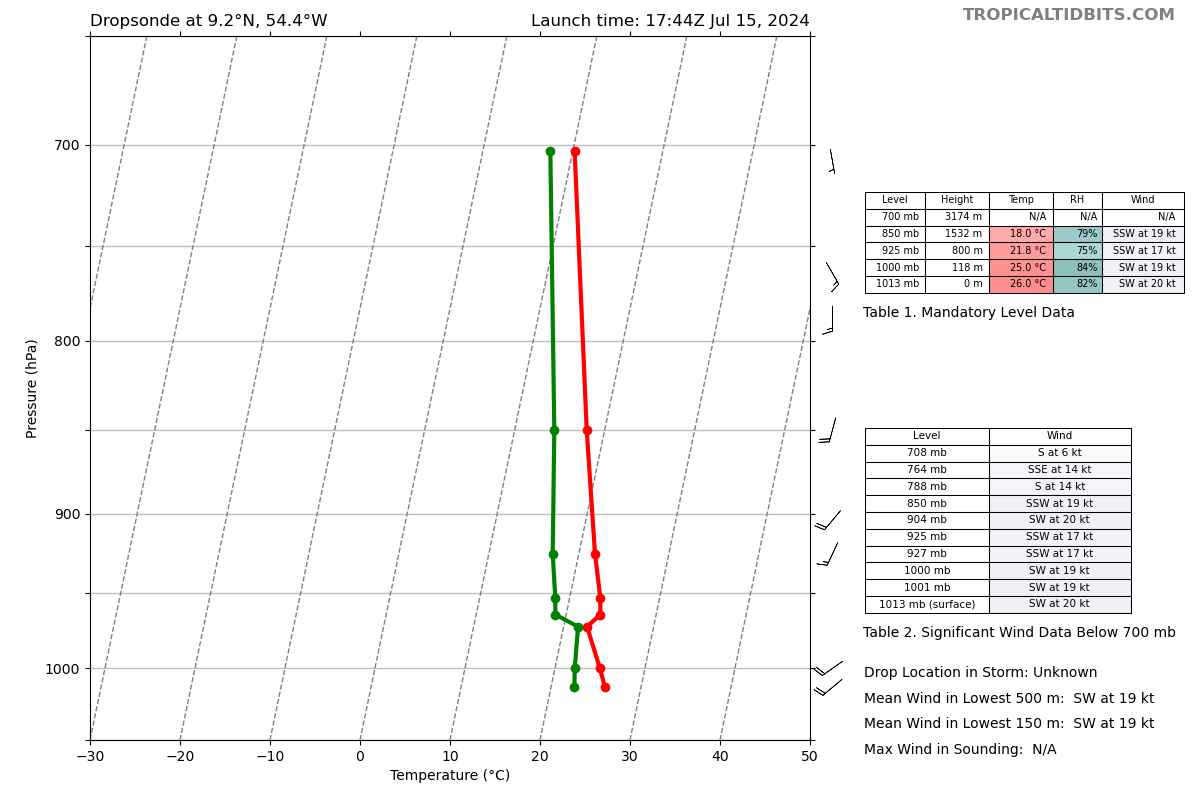 Dropsonde at 9.2°N, 54.4°W
Launch time: 17:44Z Jul 15, 2024
TROPICALTIDBITS.COM
700
800
900
1000
Pressure (hPa)
−30
−20
−10
0
10
20
30
40
50
Temperature (°C)
Level Height Temp RH Wind
700 mb 3174 m N/A N/A N/A
850 mb 1532 m 18.0 °C 79% SSW at 19 kt
925 mb 800 m 21.8 °C 75% SSW at 17 kt
1000 mb 118 m 25.0 °C 84% SW at 19 kt
1013 mb 0 m 26.0 °C 82% SW at 20 kt
Table 1. Mandatory Level Data
Level Wind
708 mb S at 6 kt
764 mb SSE at 14 kt
788 mb S at 14 kt
850 mb SSW at 19 kt
904 mb SW at 20 kt
925 mb SSW at 17 kt
927 mb SSW at 17 kt
1000 mb SW at 19 kt
1001 mb SW at 19 kt
1013 mb (surface) SW at 20 kt
Table 2. Significant Wind Data Below 700 mb
Drop Location in Storm: Unknown
Mean Wind in Lowest 500 m: SW at 19 kt
Mean Wind in Lowest 150 m: SW at 19 kt
Max Wind in Sounding: N/A